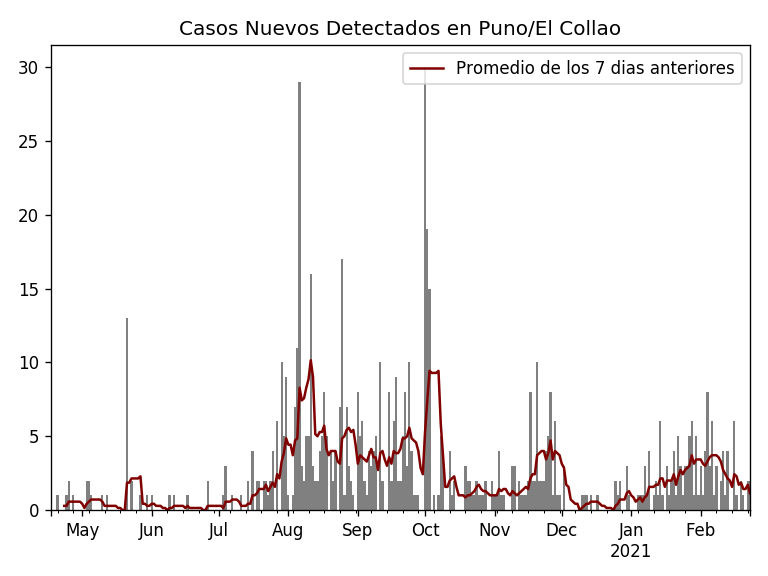 Casos Nuevos Detectados en Puno/El Collao
Promedio de los 7 dias anteriores
30
25
20
15
10
5
0
May Jun Jul Aug Sep Oct Nov Dec Jan Feb
2021